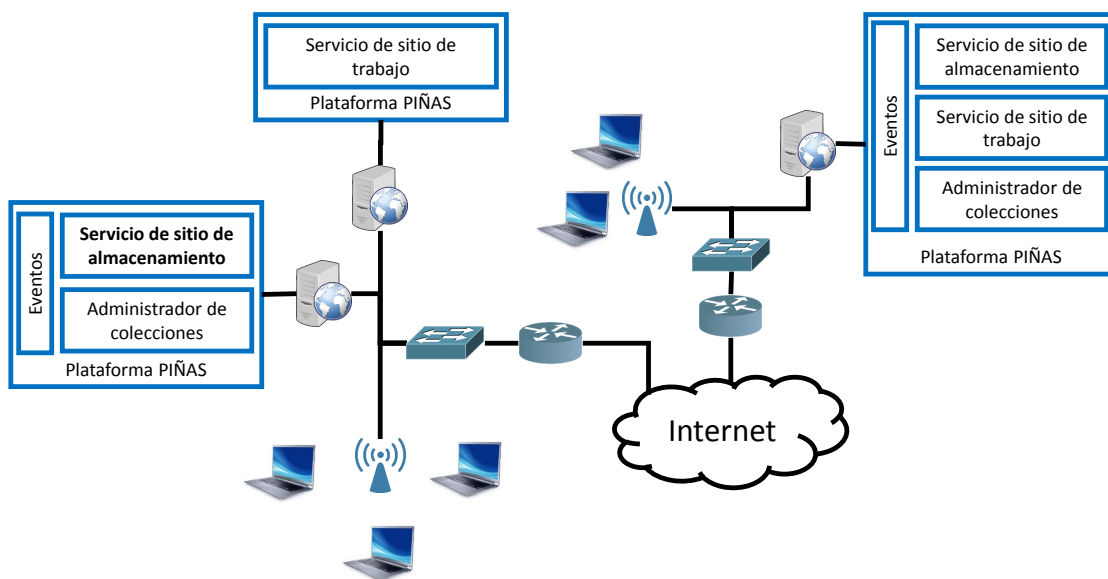 Servicio de sitio de
trabajo
Plataforma PIÑAS
Eventos
Servicio de sitio de
almacenamiento
Servicio de sitio de
trabajo
Administrador de
colecciones
Plataforma PIÑAS
Eventos
Servicio de sitio de
almacenamiento
Administrador de
colecciones
Plataforma PIÑAS
Internet